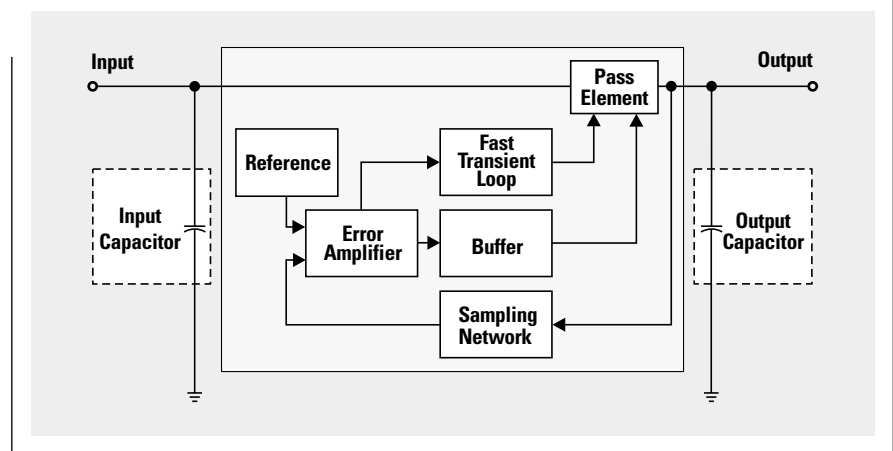 Input
Output
Pass
Element
Reference
Fast
Transient
Loop
Input
Capacitor
Error
Amplifier
Buffer
Output
Capacitor
Sampling
Network